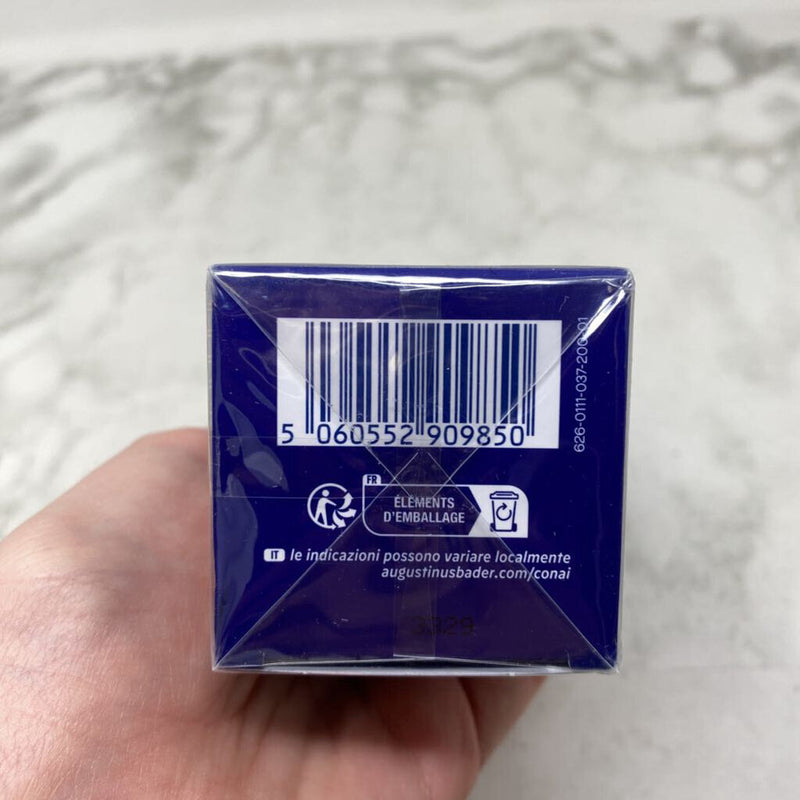 5 060552 909850
626-0111-037-200-01
FR
ÉLÉMENTS
D'EMBALLAGE
IT le indicazioni possono variare localmente
augustinusbader.com/conai
3329